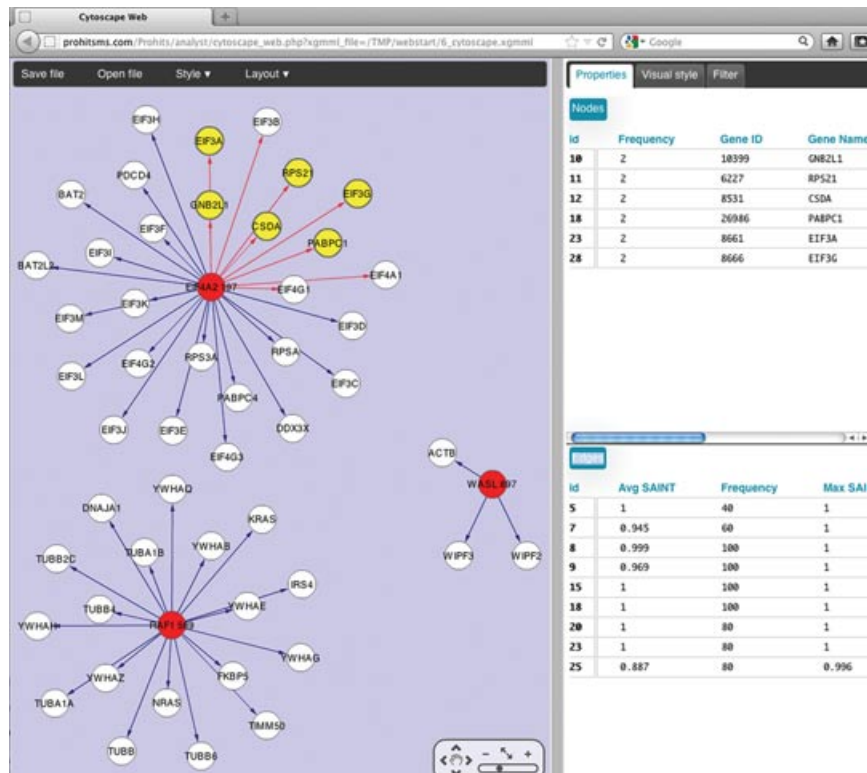 Cytoscape Web
prohitsms.com/Prohits/analyst/cytoscape_web.php?xgmml_file=/TMP/webstart/6_cytoscape.xgmml
Google
Save file Open file Style Layout
Properties Visual style Filter
Nodes
id Frequency Gene ID Gene Name
10 2 10399 GNB2L1
11 2 6227 RPS21
12 2 8531 CSDA
18 2 26986 PABPC1
23 2 8661 EIF3A
28 2 8666 EIF3G
Edges
id Avg SAINT Frequency Max SAI
5 1 40 1
7 0.945 60 1
8 0.999 100 1
9 0.969 100 1
15 1 100 1
18 1 100 1
20 1 80 1
23 1 80 1
25 0.887 80 0.996
EIF3H
EIF3B
EIF3A
PDCD4
RPS21
BAT2
EIF3G
GNB2L1
CSDA
EIF3F
PABPC1
EIF3I
BAT2L2
EIF4A1
EIF4A2
EIF4G1
EIF3K
EIF3M
EIF3D
RPS3A
RPSA
EIF4G2
EIF3L
EIF3C
PABPC4
EIF3J
EIF3E
DDX3X
EIF4G3
ACTB
WASL 897
WIPF3
WIPF2
YWHAQ
DNAJA1
KRAS
TUBA1B
YWHAB
TUBB2C
IRS4
TUBB4
YWHAE
YWHAH
RAF1
YWHAG
YWHAZ
FKBP5
TUBA1A
NRAS
TIMM50
TUBB
TUBB6